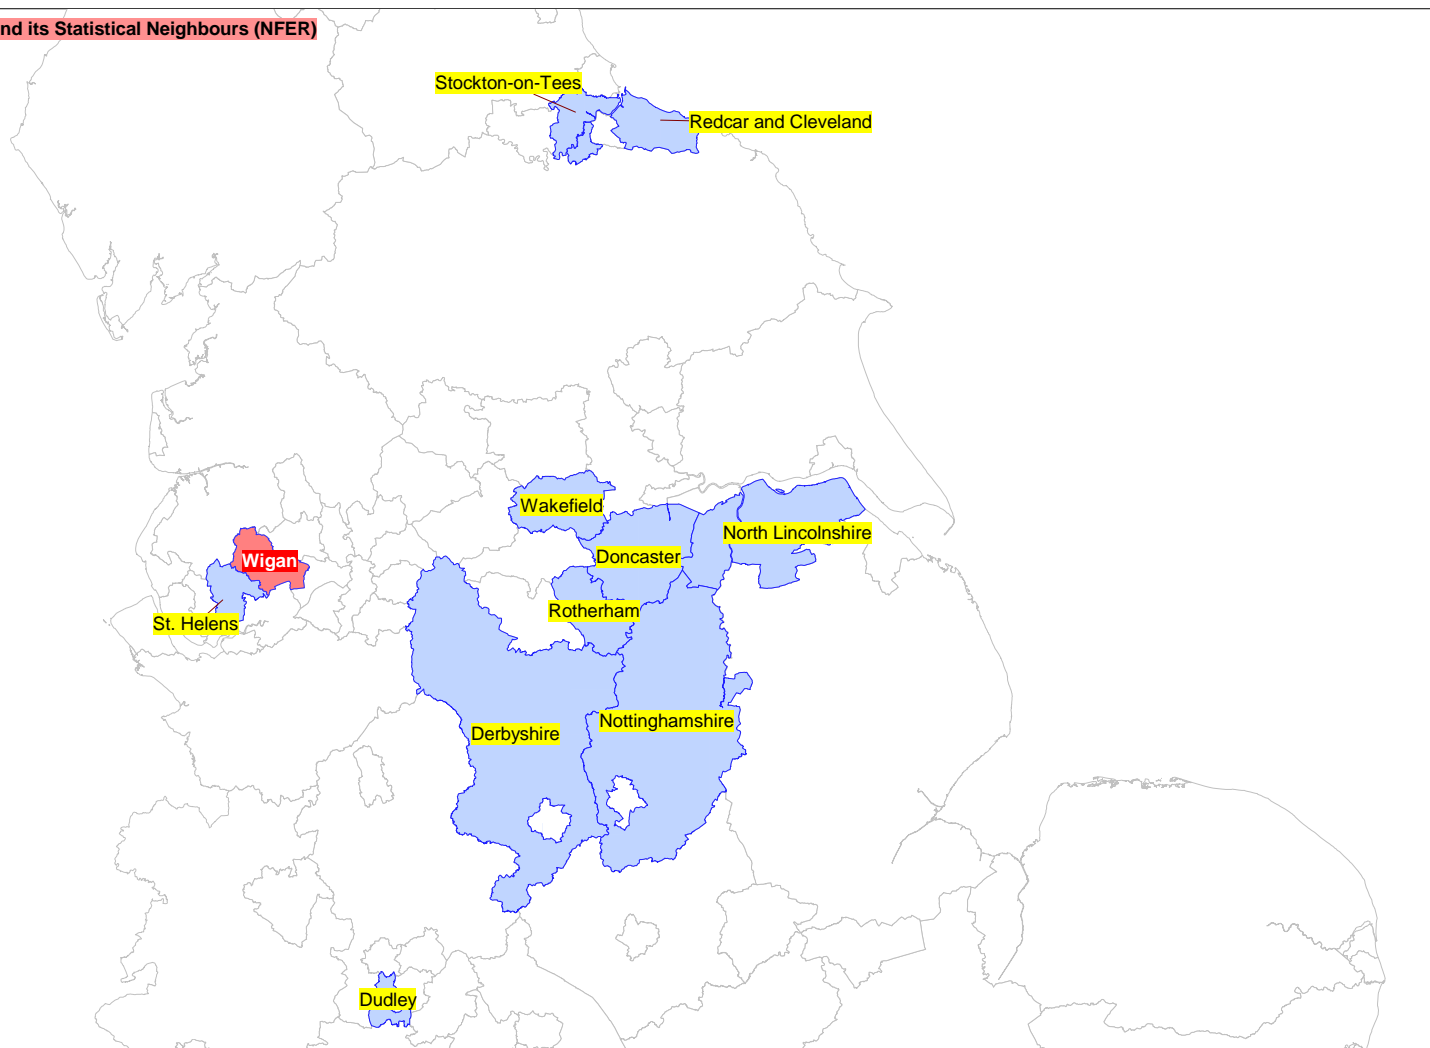 nd its Statistical Neighbours (NFER)
Stockton-on-Tees
Redcar and Cleveland
Wakefield
North Lincolnshire
Doncaster
Wigan
Rotherham
St. Helens
Nottinghamshire
Derbyshire
Dudley